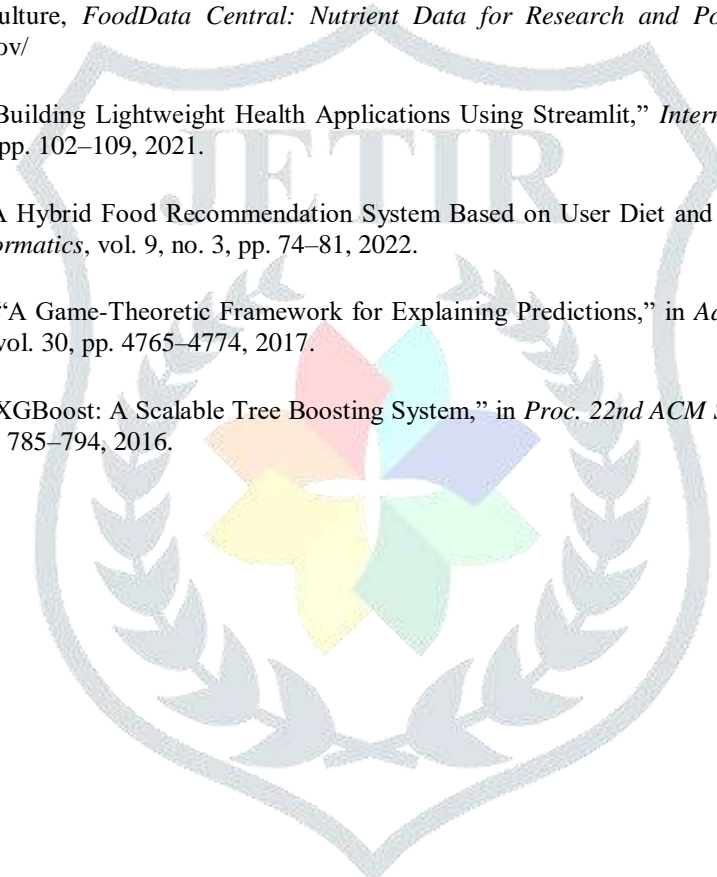 ulture, FoodData Central: Nutrient Data for Research and Po
ov/
Building Lightweight Health Applications Using Streamlit,” Intern
pp. 102–109, 2021.
A Hybrid Food Recommendation System Based on User Diet and
ormatics, vol. 9, no. 3, pp. 74–81, 2022.
“A Game-Theoretic Framework for Explaining Predictions,” in Ad
vol. 30, pp. 4765–4774, 2017.
XGBoost: A Scalable Tree Boosting System,” in Proc. 22nd ACM S
785–794, 2016.
JETIR